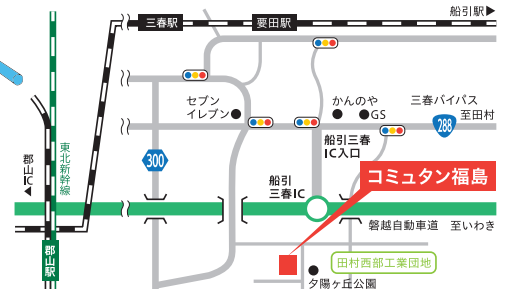 船引駅▶
三春駅
要田駅
セブン
イレブン
かんのや
GS
三春バイパス
至田村
288
船引三春
IC入口
300
東北新幹線
郡山IC
◀
船引
三春IC
コミュタン福島
磐越自動車道
至いわき
郡山駅
田村西部工業団地
夕陽ヶ丘公園